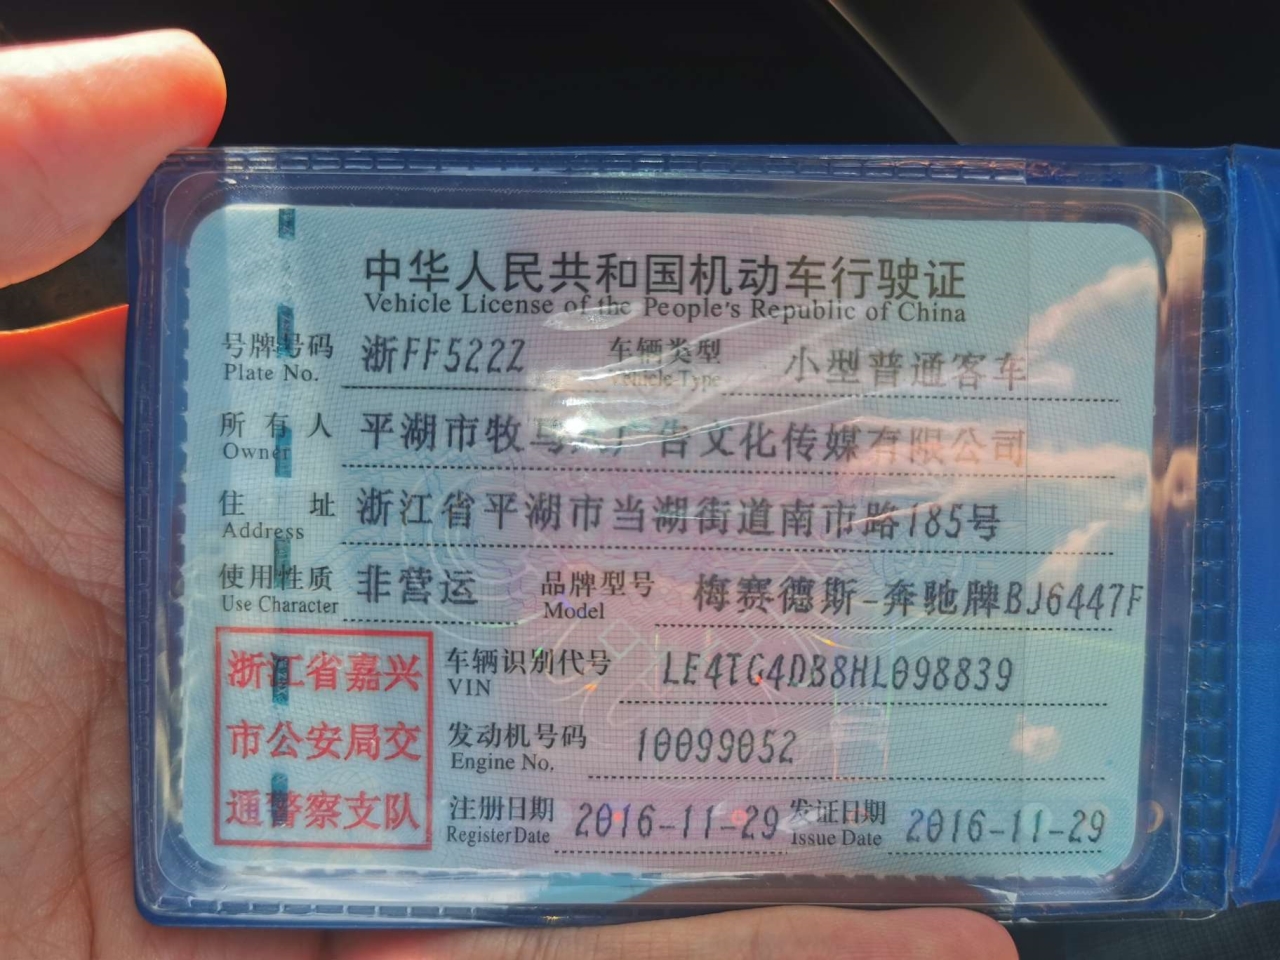 中华人民共和国机动车行驶证
Vehicle License of the People's Republic of China
号牌号码 浙FF522Z 车辆类型 小型普通客车
Plate No. Vehicle Type
所有人 平湖市牧马人广告文化传媒有限公司
Owner
住址 浙江省平湖市当湖街道南市路185号
Address
使用性质 非营运 品牌型号 梅赛德斯-奔驰牌BJ6447F
Use Character Model
浙江省嘉兴
市公安局交
通警察支队
车辆识别代号 LE4TG4DB8HL098839
VIN
发动机号码 10099052
Engine No.
注册日期 2016-11-29 发证日期 2016-11-29
Register Date Issue Date